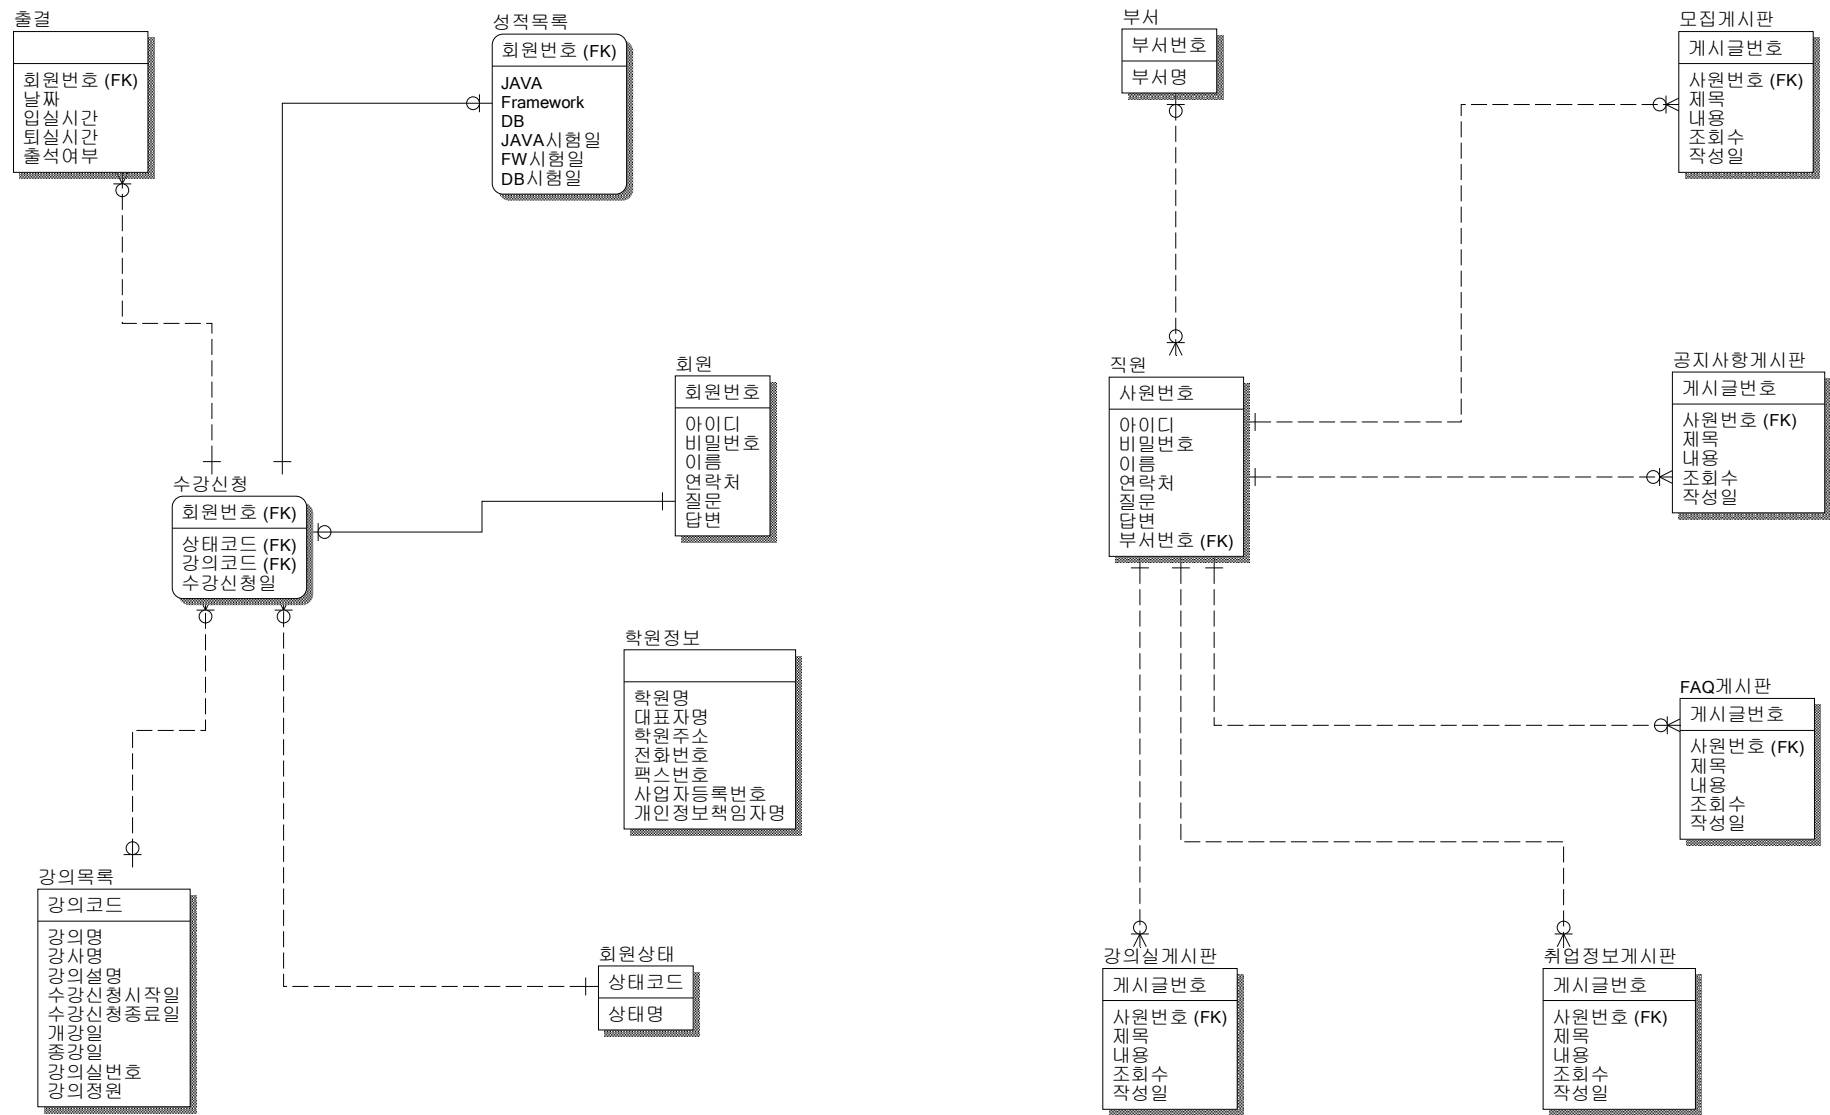 출결
회원번호 (FK)
날짜
입실시간
퇴실시간
출석여부
성적목록
회원번호 (FK)
JAVA
Framework
DB
JAVA시험일
FW시험일
DB시험일
회원
회원번호
아이디
비밀번호
이름
연락처
질문
답변
수강신청
회원번호 (FK)
상태코드 (FK)
강의코드 (FK)
수강신청일
학원정보
학원명
대표자명
학원주소
전화번호
팩스번호
사업자등록번호
개인정보책임자명
강의목록
강의코드
강의명
강사명
강의설명
수강신청시작일
수강신청종료일
개강일
종강일
강의실번호
강의정원
회원상태
상태코드
상태명
부서
부서번호
부서명
모집게시판
게시글번호
사원번호 (FK)
제목
내용
조회수
작성일
직원
사원번호
아이디
비밀번호
이름
연락처
질문
답변
부서번호 (FK)
공지사항게시판
게시글번호
사원번호 (FK)
제목
내용
조회수
작성일
FAQ게시판
게시글번호
사원번호 (FK)
제목
내용
조회수
작성일
강의실게시판
게시글번호
사원번호 (FK)
제목
내용
조회수
작성일
취업정보게시판
게시글번호
사원번호 (FK)
제목
내용
조회수
작성일